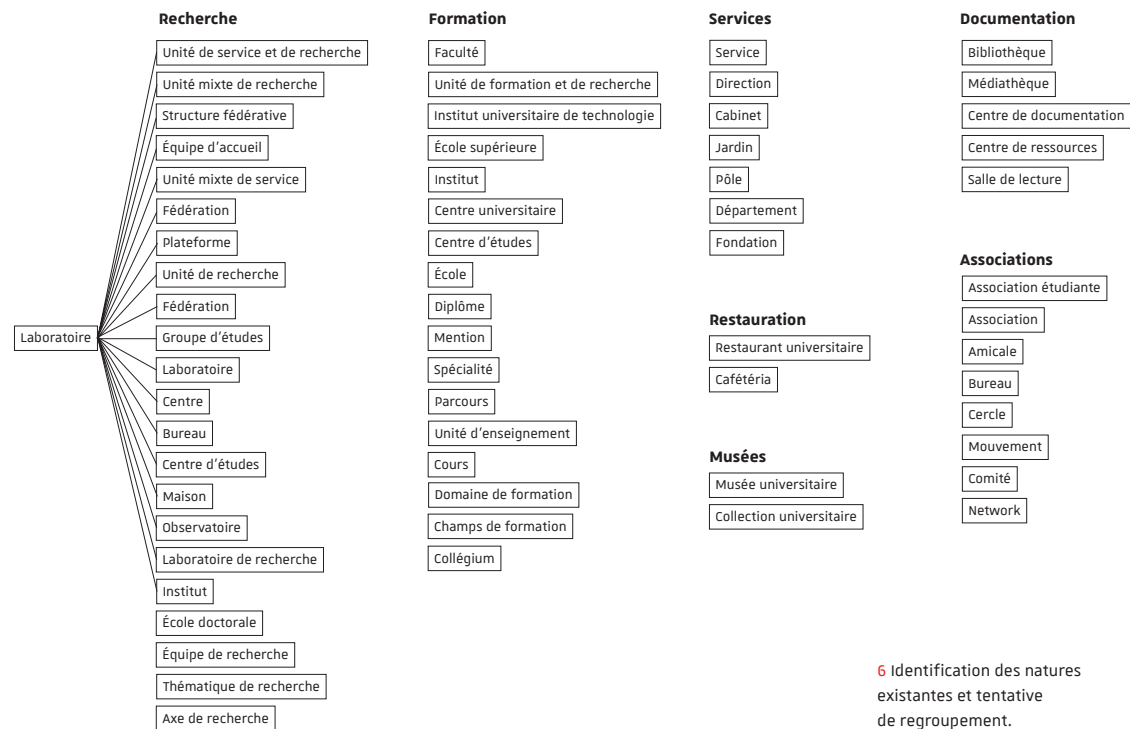 Recherche
Unité de service et de recherche
Unité mixte de recherche
Structure fédérative
Équipe d'accueil
Unité mixte de service
Fédération
Plateforme
Unité de recherche
Fédération
Laboratoire
Groupe d'études
Laboratoire
Centre
Bureau
Centre d'études
Maison
Observatoire
Laboratoire de recherche
Institut
École doctorale
Équipe de recherche
Thématique de recherche
Axe de recherche
Formation
Faculté
Unité de formation et de recherche
Institut universitaire de technologie
École supérieure
Institut
Centre universitaire
Centre d'études
École
Diplôme
Mention
Spécialité
Parcours
Unité d'enseignement
Cours
Domaine de formation
Champs de formation
Collégium
Services
Service
Direction
Cabinet
Jardin
Pôle
Département
Fondation
Restauration
Restaurant universitaire
Cafétéria
Musées
Musée universitaire
Collection universitaire
Documentation
Bibliothèque
Médiathèque
Centre de documentation
Centre de ressources
Salle de lecture
Associations
Association étudiante
Association
Amicale
Bureau
Cercle
Mouvement
Comité
Network
6 Identification des natures
existantes et tentative
de regroupement.